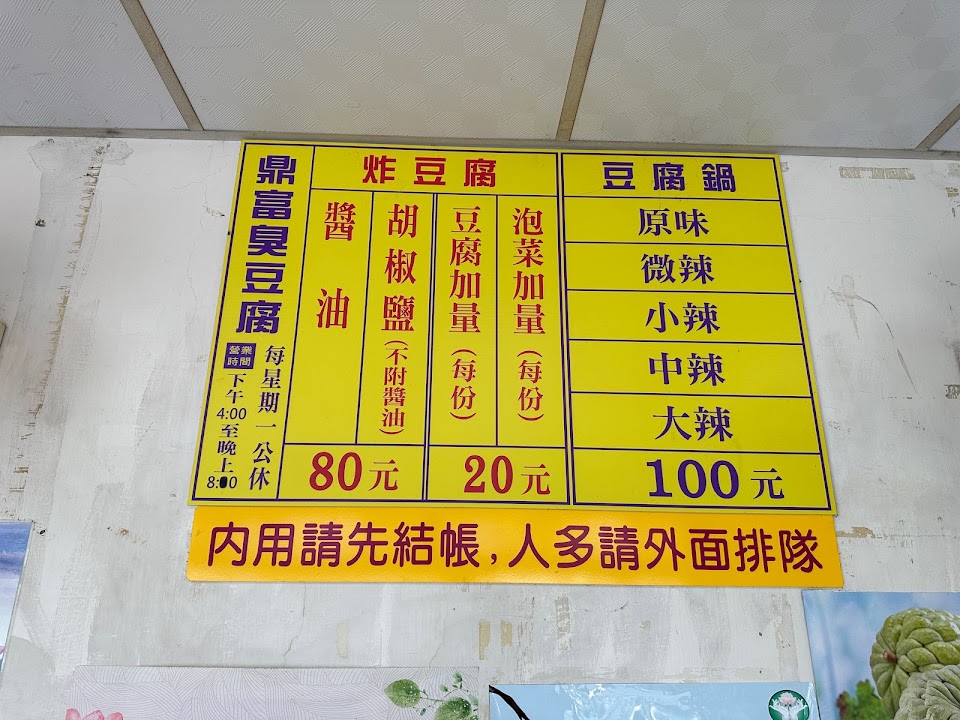 鼎富臭豆腐
營業
時間
每星期一公休
下午
4:00
至晚上
8:00
炸豆腐
醬油
胡椒鹽(不附醬油)
80元
豆腐加量(每份)
泡菜加量(每份)
20元
豆腐鍋
原味
微辣
小辣
中辣
大辣
100元
內用請先結帳,人多請外面排隊